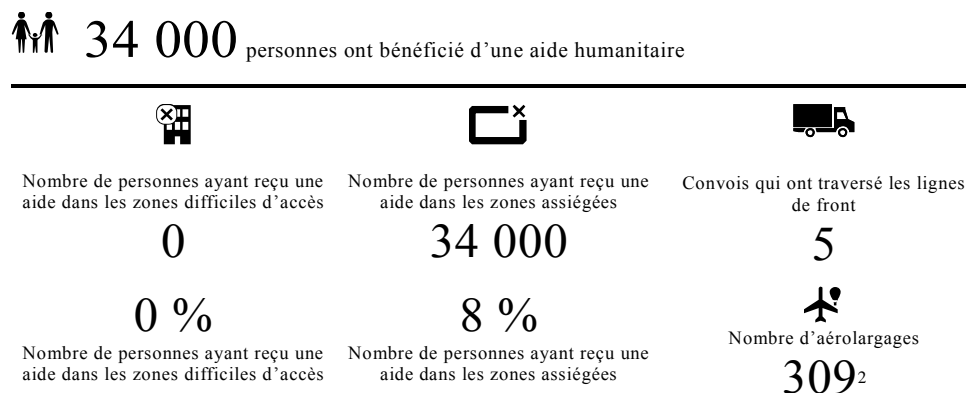 34 000 personnes ont bénéficié d’une aide humanitaire
Nombre de personnes ayant reçu une
aide dans les zones difficiles d’accès
0
0 %
Nombre de personnes ayant reçu une
aide dans les zones difficiles d’accès
Nombre de personnes ayant reçu une
aide dans les zones assiégées
34 000
8 %
Nombre de personnes ayant reçu une
aide dans les zones assiégées
Convois qui ont traversé les lignes
de front
5
Nombre d’aérolargages
309²